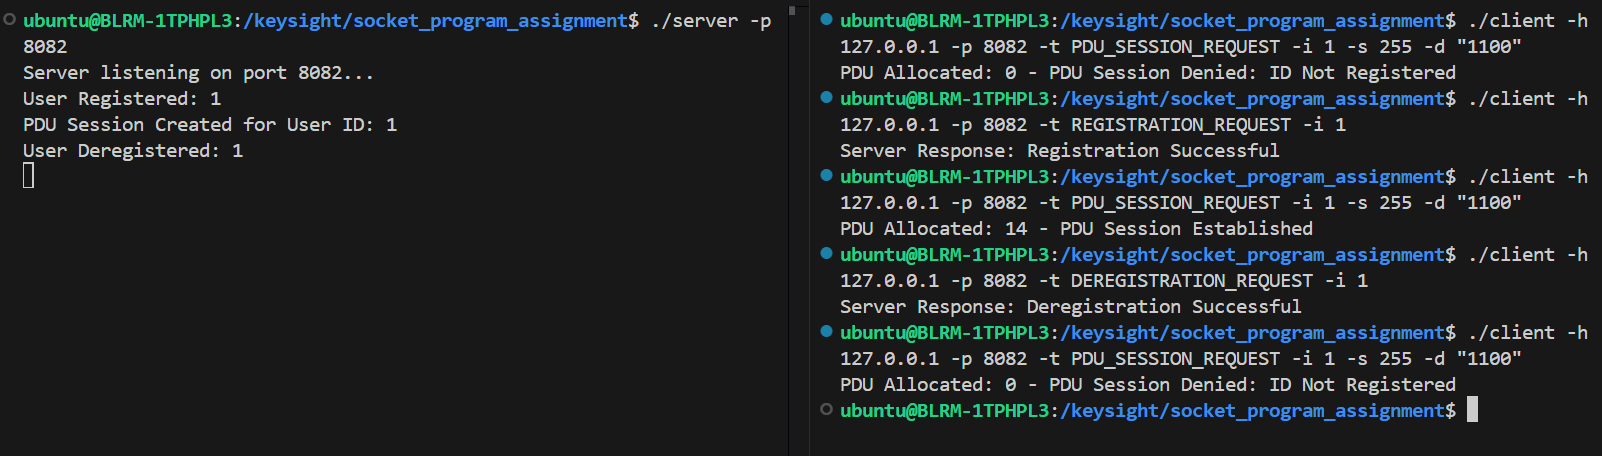 ubuntu@BLRM-1TPHPL3:/keysight/socket_program_assignment$ ./server -p
8082
Server listening on port 8082...
User Registered: 1
PDU Session Created for User ID: 1
User Deregistered: 1
ubuntu@BLRM-1TPHPL3:/keysight/socket_program_assignment$ ./client -h
127.0.0.1 -p 8082 -t PDU_SESSION_REQUEST -i 1 -s 255 -d "1100"
PDU Allocated: 0 - PDU Session Denied: ID Not Registered
ubuntu@BLRM-1TPHPL3:/keysight/socket_program_assignment$ ./client -h
127.0.0.1 -p 8082 -t REGISTRATION_REQUEST -i 1
Server Response: Registration Successful
ubuntu@BLRM-1TPHPL3:/keysight/socket_program_assignment$ ./client -h
127.0.0.1 -p 8082 -t PDU_SESSION_REQUEST -i 1 -s 255 -d "1100"
PDU Allocated: 14 - PDU Session Established
ubuntu@BLRM-1TPHPL3:/keysight/socket_program_assignment$ ./client -h
127.0.0.1 -p 8082 -t DEREGISTRATION_REQUEST -i 1
Server Response: Deregistration Successful
ubuntu@BLRM-1TPHPL3:/keysight/socket_program_assignment$ ./client -h
127.0.0.1 -p 8082 -t PDU_SESSION_REQUEST -i 1 -s 255 -d "1100"
PDU Allocated: 0 - PDU Session Denied: ID Not Registered
ubuntu@BLRM-1TPHPL3:/keysight/socket_program_assignment$